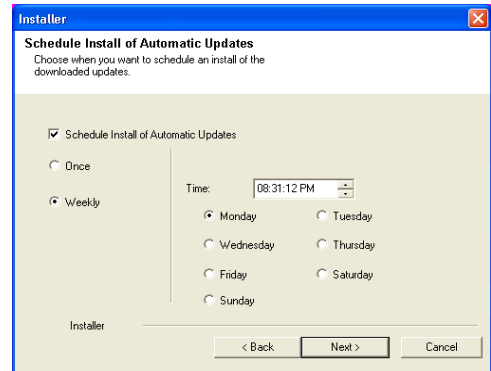 Installer
Schedule Install of Automatic Updates
Choose when you want to schedule an install of the
downloaded updates.
Schedule Install of Automatic Updates
Once
Weekly
Time: 08:31:12 PM
Monday Tuesday
Wednesday Thursday
Friday Saturday
Sunday
Installer
< Back Next > Cancel